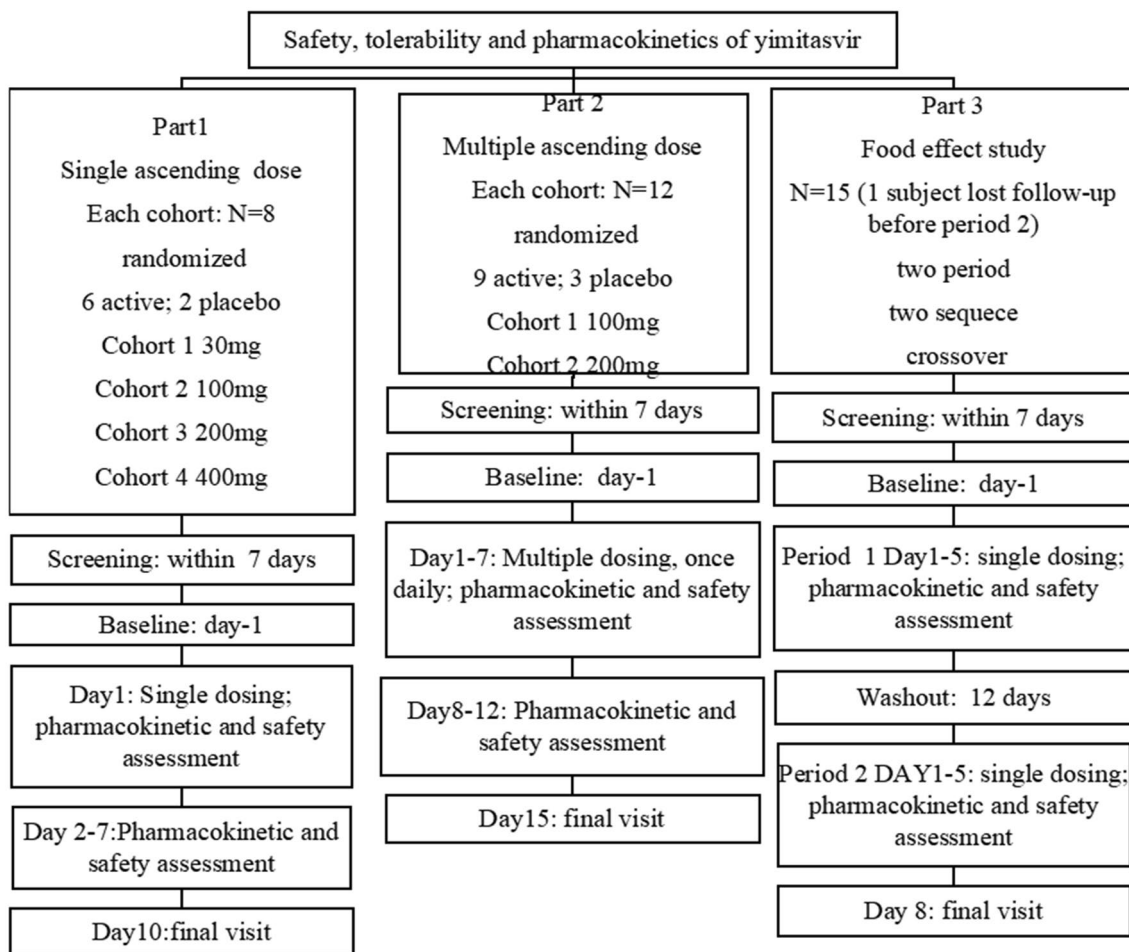 Safety, tolerability and pharmacokinetics of yimitasvir
Part1
Single ascending dose
Each cohort: N=8
randomized
6 active; 2 placebo
Cohort 1 30mg
Cohort 2 100mg
Cohort 3 200mg
Cohort 4 400mg
Screening: within 7 days
Baseline: day-1
Day1: Single dosing;
pharmacokinetic and safety
assessment
Day 2-7:Pharmacokinetic and
safety assessment
Day10:final visit
Part 2
Multiple ascending dose
Each cohort: N=12
randomized
9 active; 3 placebo
Cohort 1 100mg
Cohort 2 200mg
Screening: within 7 days
Baseline: day-1
Day1-7: Multiple dosing, once
daily; pharmacokinetic and safety
assessment
Day8-12: Pharmacokinetic and
safety assessment
Day15: final visit
Part 3
Food effect study
N=15 (1 subject lost follow-up
before period 2)
two period
two sequece
crossover
Screening: within 7 days
Baseline: day-1
Period 1 Day1-5: single dosing;
pharmacokinetic and safety
assessment
Washout: 12 days
Period 2 DAY1-5: single dosing;
pharmacokinetic and safety
assessment
Day 8: final visit